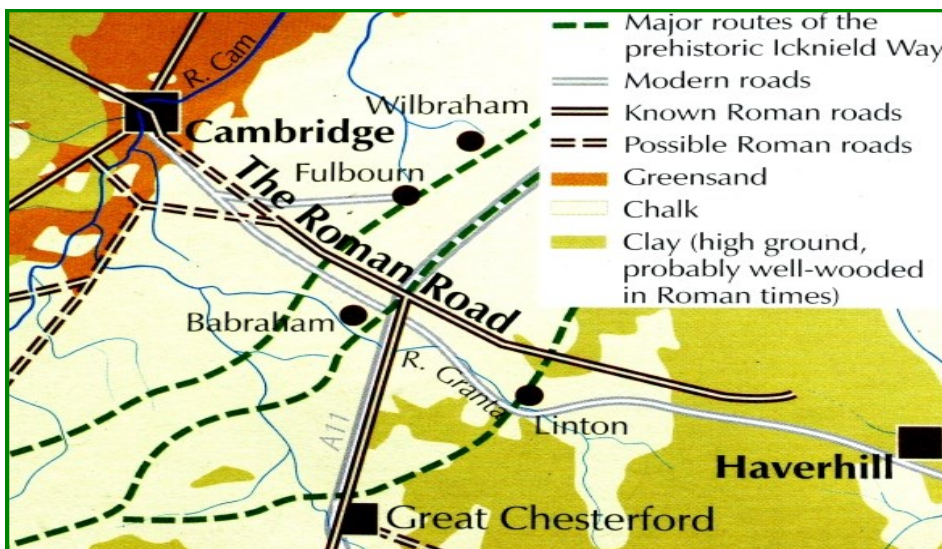 Major routes of the
prehistoric Icknield Way
Modern roads
Known Roman roads
Possible Roman roads
Greensand
Chalk
Clay (high ground,
probably well-wooded
in Roman times)
R. Cam
Wilbraham
Cambridge
Fulbourn
The Roman Road
Babraham
R. Granta
A11
Linton
Haverhill
Great Chesterford